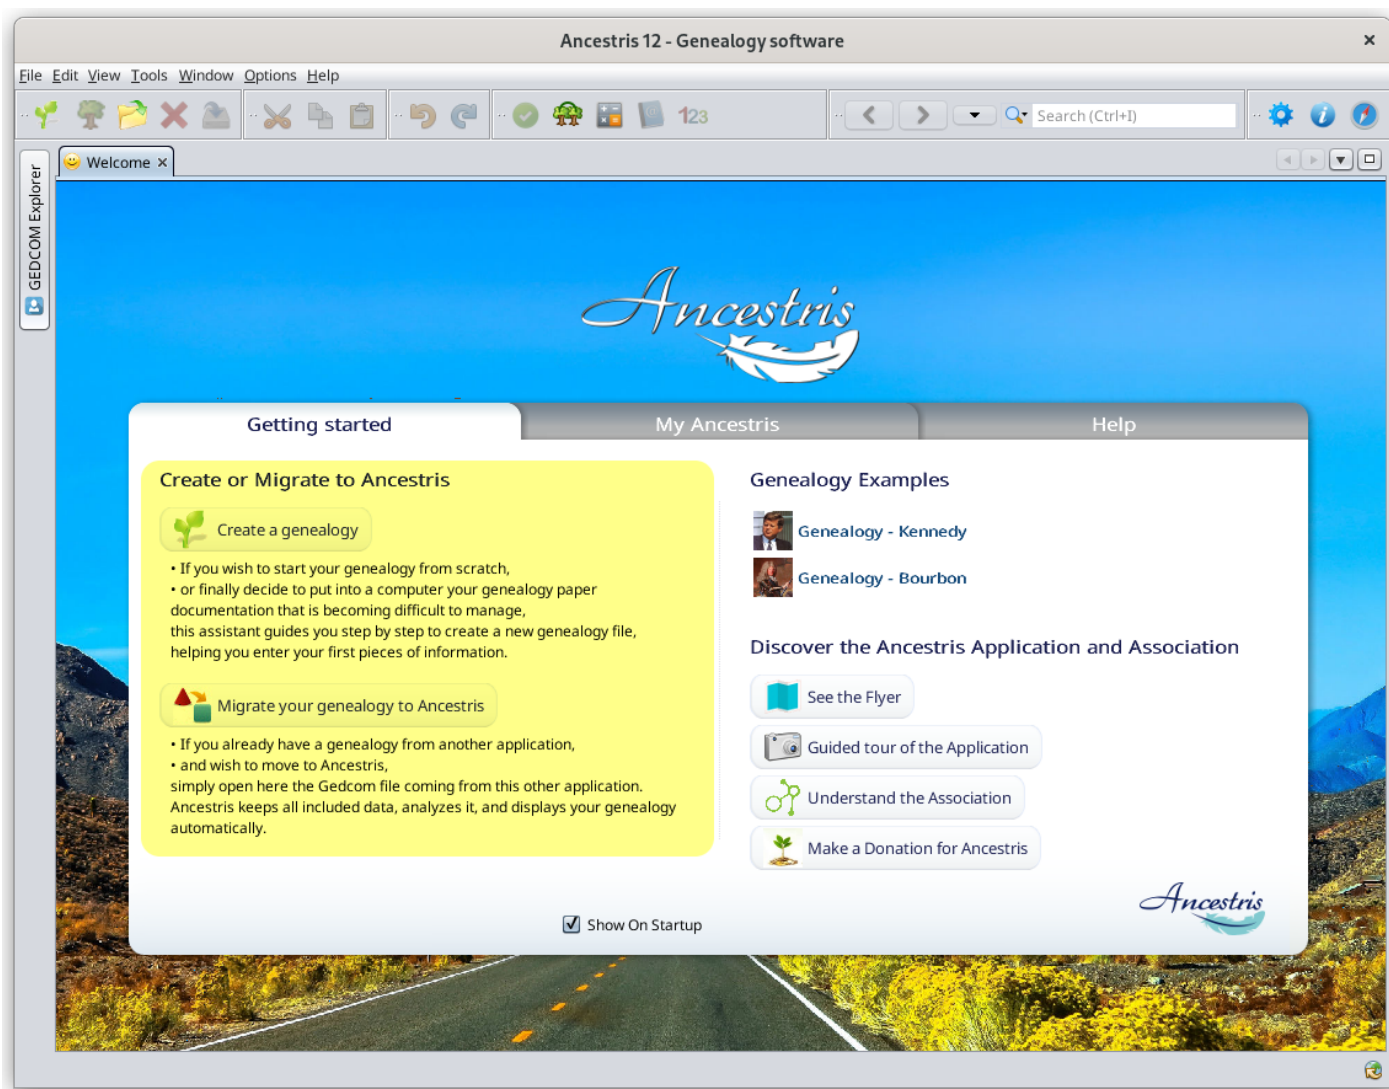 Ancestris 12 - Genealogy software
File Edit View Tools Window Options Help
123
Search (Ctrl+I)
Welcome
GEDCOM Explorer
Ancestris
Getting started
My Ancestris
Help
Create or Migrate to Ancestris
Create a genealogy
• If you wish to start your genealogy from scratch,
• or finally decide to put into a computer your genealogy paper
documentation that is becoming difficult to manage,
this assistant guides you step by step to create a new genealogy file,
helping you enter your first pieces of information.
Migrate your genealogy to Ancestris
• If you already have a genealogy from another application,
• and wish to move to Ancestris,
simply open here the Gedcom file coming from this other application.
Ancestris keeps all included data, analyzes it, and displays your genealogy
automatically.
Genealogy Examples
Genealogy - Kennedy
Genealogy - Bourbon
Discover the Ancestris Application and Association
See the Flyer
Guided tour of the Application
Understand the Association
Make a Donation for Ancestris
Ancestris
Show On Startup